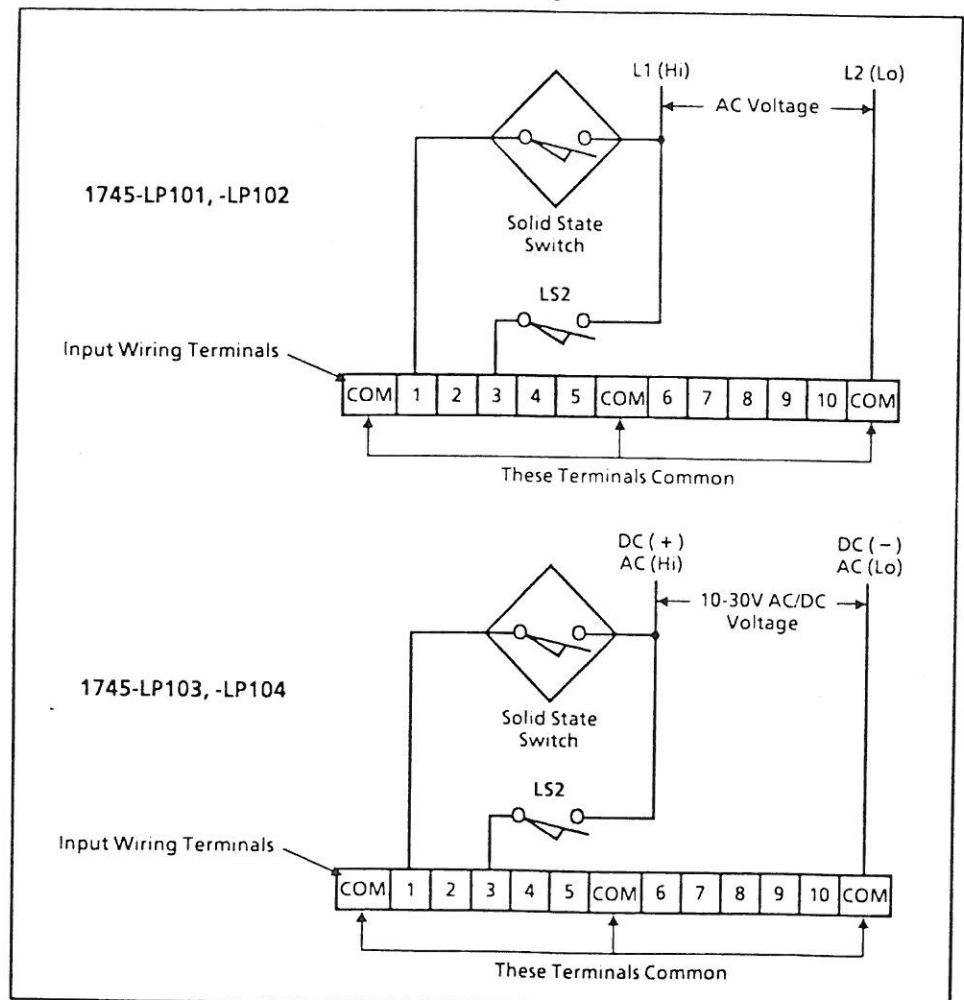 L1 (Hi)
L2 (Lo)
AC Voltage
1745-LP101, -LP102
Solid State
Switch
LS2
Input Wiring Terminals
COM 1 2 3 4 5 COM 6 7 8 9 10 COM
These Terminals Common
DC ( + )
AC (Hi)
DC ( − )
AC (Lo)
10-30V AC/DC
Voltage
1745-LP103, -LP104
Solid State
Switch
LS2
Input Wiring Terminals
COM 1 2 3 4 5 COM 6 7 8 9 10 COM
These Terminals Common